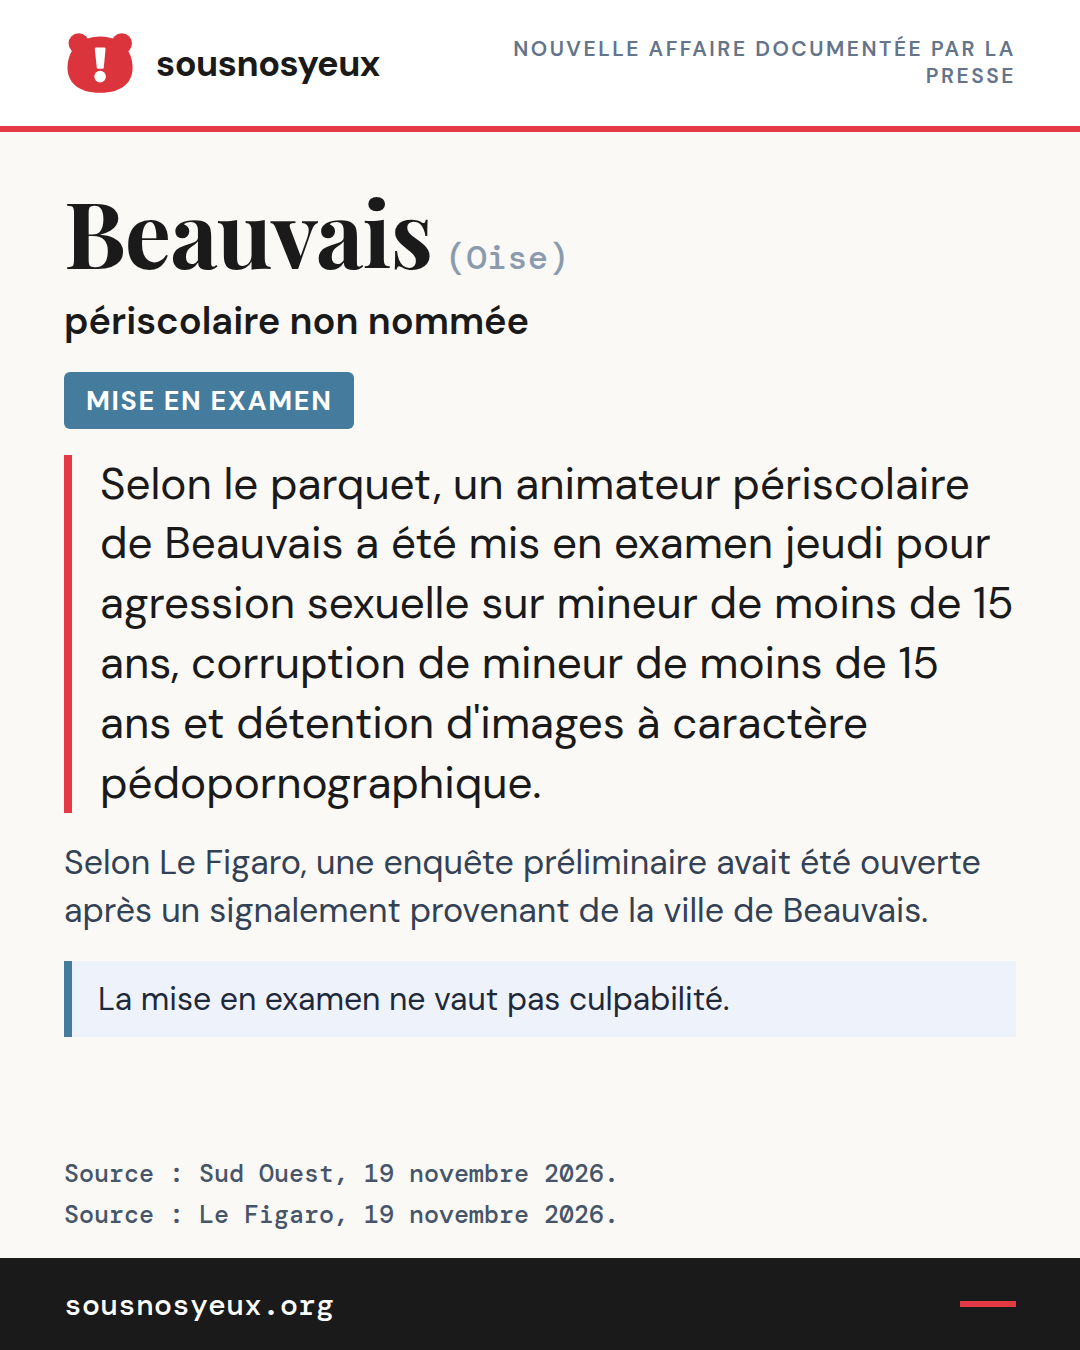 sousnosyeux
NOUVELLE AFFAIRE DOCUMENTÉE PAR LA
PRESSE
Beauvais (Oise)
périscolaire non nommée
MISE EN EXAMEN
Selon le parquet, un animateur périscolaire
de Beauvais a été mis en examen jeudi pour
agression sexuelle sur mineur de moins de 15
ans, corruption de mineur de moins de 15
ans et détention d'images à caractère
pédopornographique.
Selon Le Figaro, une enquête préliminaire avait été ouverte
après un signalement provenant de la ville de Beauvais.
La mise en examen ne vaut pas culpabilité.
Source : Sud Ouest, 19 novembre 2026.
Source : Le Figaro, 19 novembre 2026.
sousnosyeux.org